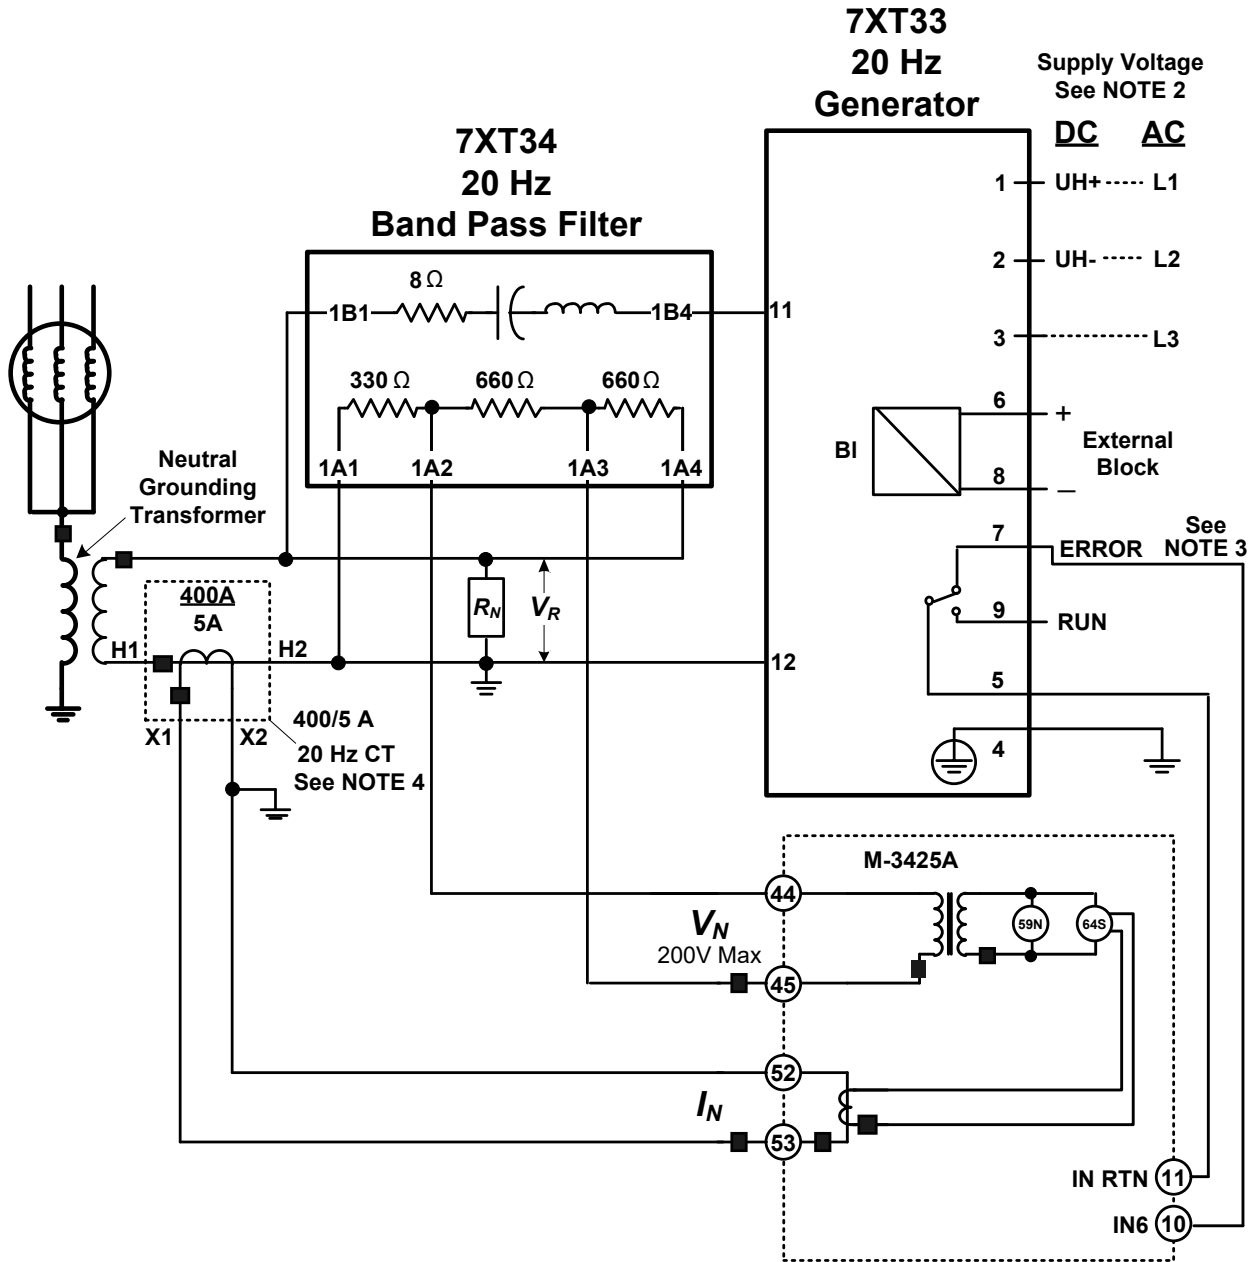 7XT33
20 Hz
Generator
Supply Voltage
See NOTE 2
DC AC
7XT34
20 Hz
Band Pass Filter
1 UH+ L1
2 UH- L2
3 L3
8 Ω
1B1 1B4 11
330 Ω 660 Ω 660 Ω
1A1 1A2 1A3 1A4
BI
6 +
External
Block
8 –
Neutral
Grounding
Transformer
7 ERROR
See
NOTE 3
9 RUN
5
4
400A
5A
H1 H2
RN VR
12
X1 X2
400/5 A
20 Hz CT
See NOTE 4
M-3425A
44
VN
200V Max
45
59N 64S
52
IN
53
IN RTN 11
IN6 10